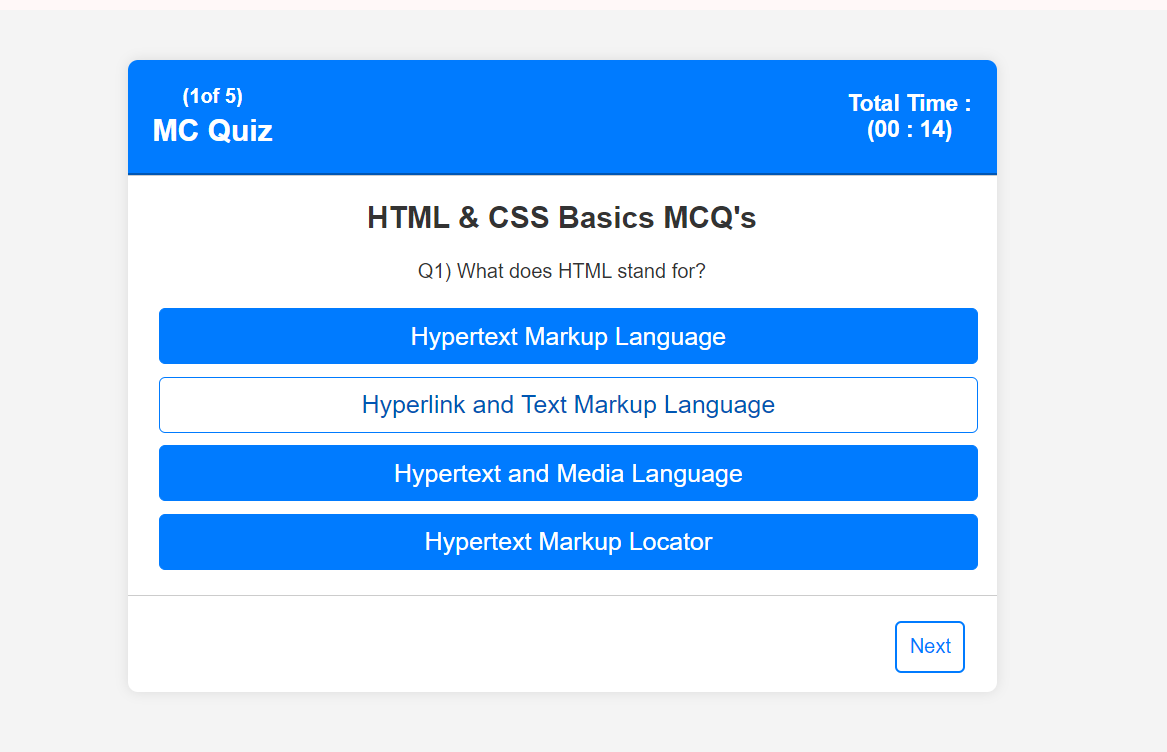 (1of 5)
MC Quiz
Total Time :
(00 : 14)
HTML & CSS Basics MCQ's
Q1) What does HTML stand for?
Hypertext Markup Language
Hyperlink and Text Markup Language
Hypertext and Media Language
Hypertext Markup Locator
Next